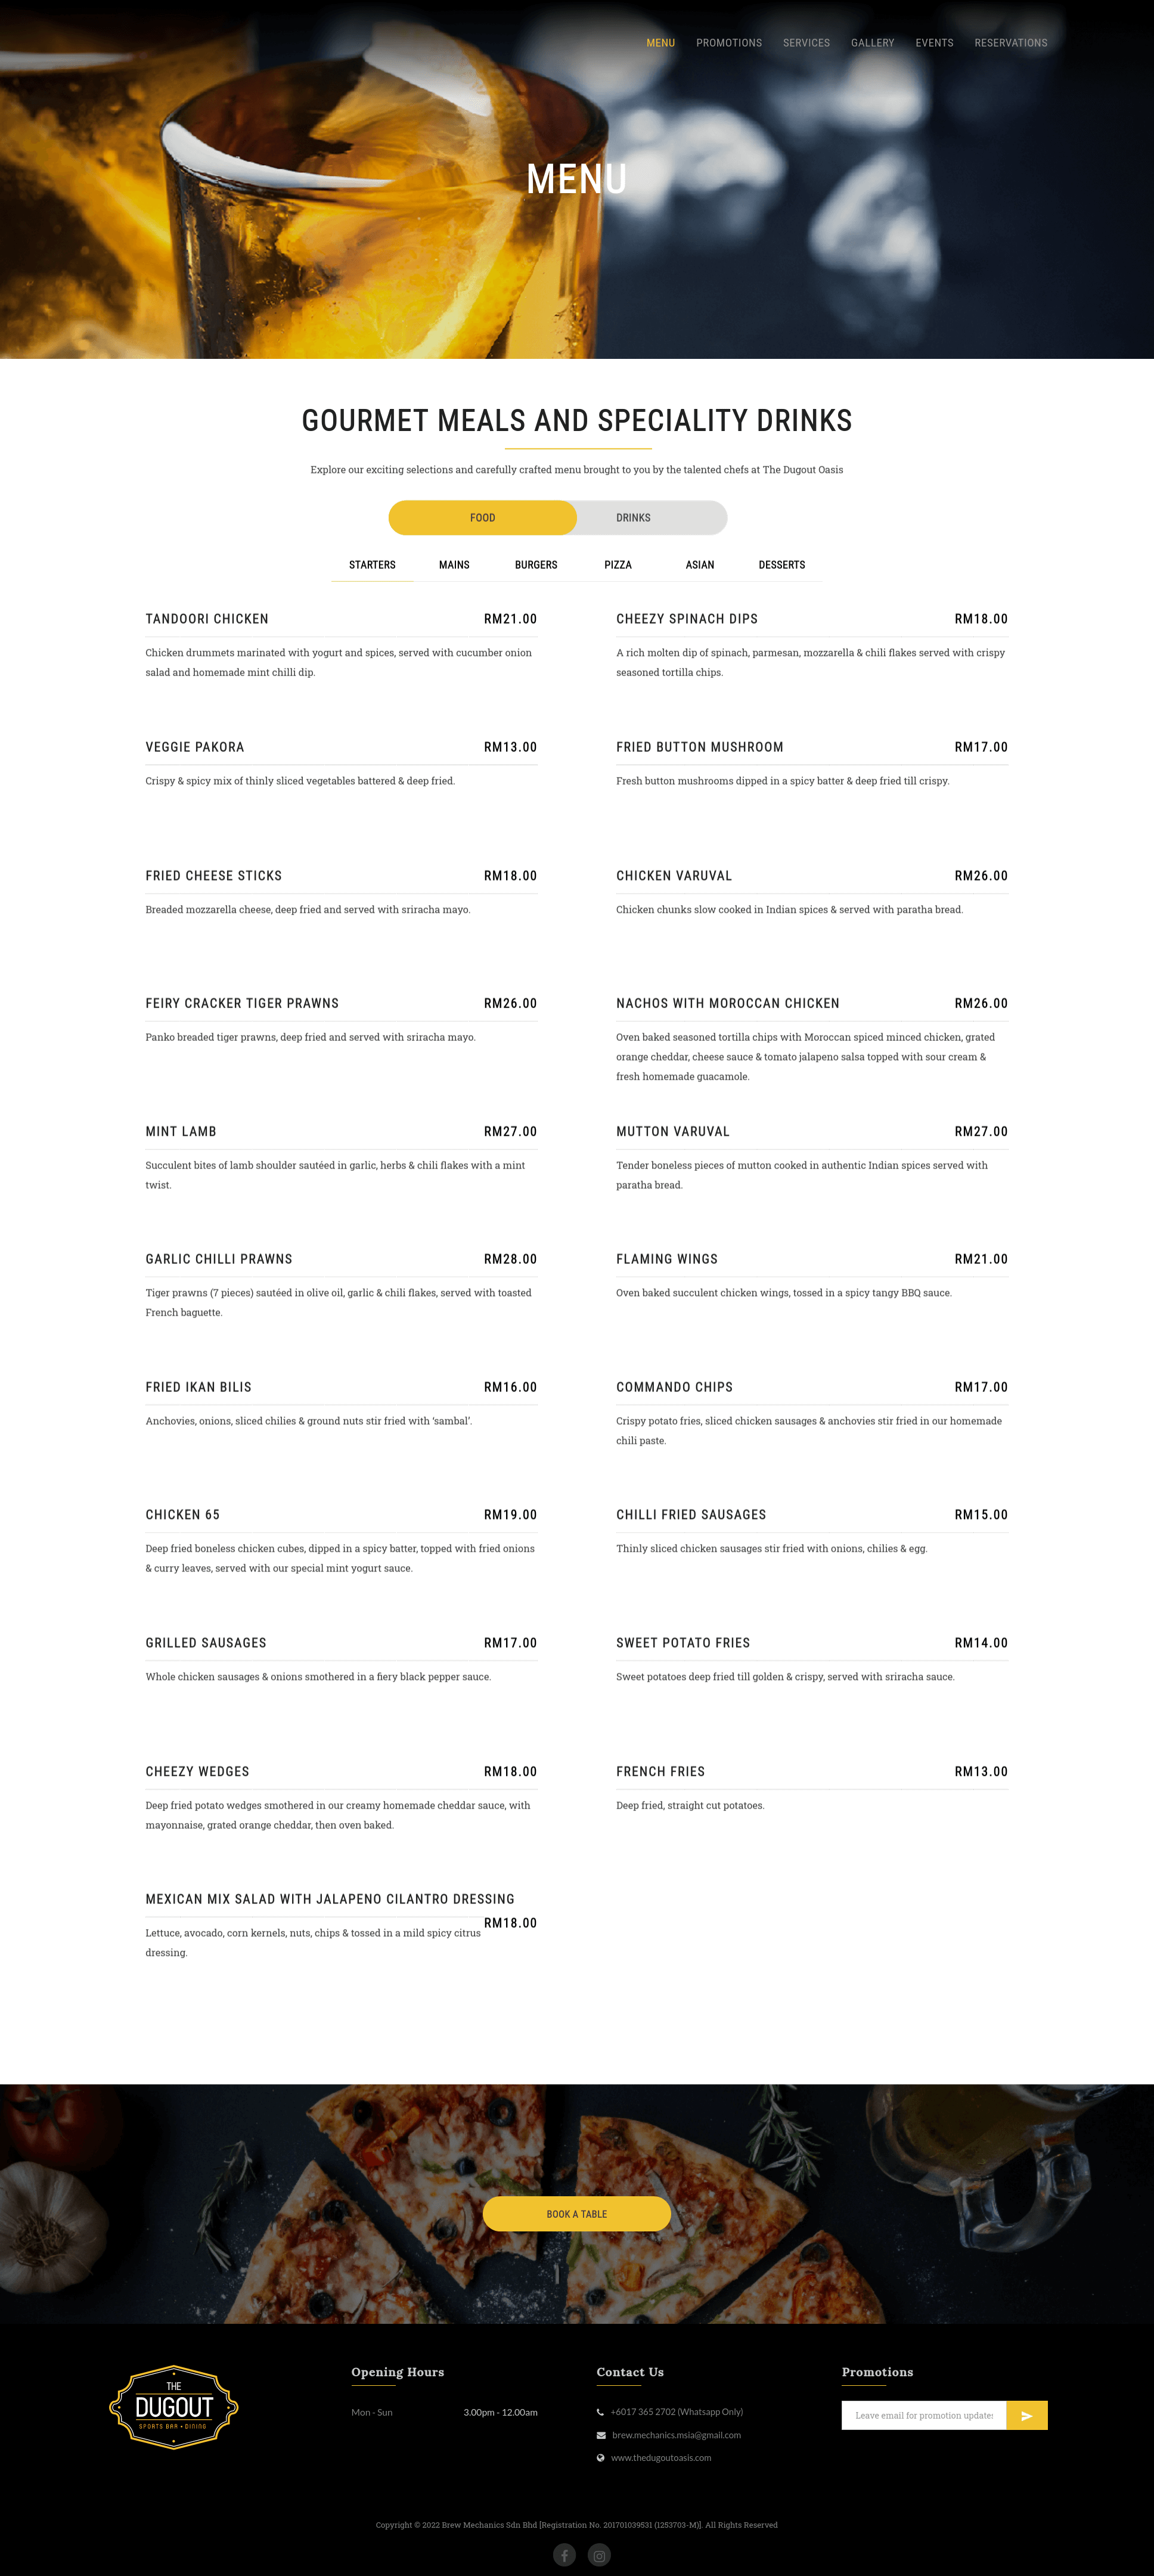 MENU PROMOTIONS SERVICES GALLERY EVENTS RESERVATIONS
MENU
GOURMET MEALS AND SPECIALITY DRINKS
Explore our exciting selections and carefully crafted menu brought to you by the talented chefs at The Dugout Oasis
FOOD DRINKS
STARTERS MAINS BURGERS PIZZA ASIAN DESSERTS
TANDOORI CHICKEN RM21.00
Chicken drummets marinated with yogurt and spices, served with cucumber onion
salad and homemade mint chilli dip.
CHEEZY SPINACH DIPS RM18.00
A rich molten dip of spinach, parmesan, mozzarella & chili flakes served with crispy
seasoned tortilla chips.
VEGGIE PAKORA RM13.00
Crispy & spicy mix of thinly sliced vegetables battered & deep fried.
FRIED BUTTON MUSHROOM RM17.00
Fresh button mushrooms dipped in a spicy batter & deep fried till crispy.
FRIED CHEESE STICKS RM18.00
Breaded mozzarella cheese, deep fried and served with sriracha mayo.
CHICKEN VARUVAL RM26.00
Chicken chunks slow cooked in Indian spices & served with paratha bread.
FEIRY CRACKER TIGER PRAWNS RM26.00
Panko breaded tiger prawns, deep fried and served with sriracha mayo.
NACHOS WITH MOROCCAN CHICKEN RM26.00
Oven baked seasoned tortilla chips with Moroccan spiced minced chicken, grated
orange cheddar, cheese sauce & tomato jalapeno salsa topped with sour cream &
fresh homemade guacamole.
MINT LAMB RM27.00
Succulent bites of lamb shoulder sautéed in garlic, herbs & chili flakes with a mint
twist.
MUTTON VARUVAL RM27.00
Tender boneless pieces of mutton cooked in authentic Indian spices served with
paratha bread.
GARLIC CHILLI PRAWNS RM28.00
Tiger prawns (7 pieces) sautéed in olive oil, garlic & chili flakes, served with toasted
French baguette.
FLAMING WINGS RM21.00
Oven baked succulent chicken wings, tossed in a spicy tangy BBQ sauce.
FRIED IKAN BILIS RM16.00
Anchovies, onions, sliced chilies & ground nuts stir fried with ‘sambal’.
COMMANDO CHIPS RM17.00
Crispy potato fries, sliced chicken sausages & anchovies stir fried in our homemade
chili paste.
CHICKEN 65 RM19.00
Deep fried boneless chicken cubes, dipped in a spicy batter, topped with fried onions
& curry leaves, served with our special mint yogurt sauce.
CHILLI FRIED SAUSAGES RM15.00
Thinly sliced chicken sausages stir fried with onions, chilies & egg.
GRILLED SAUSAGES RM17.00
Whole chicken sausages & onions smothered in a fiery black pepper sauce.
SWEET POTATO FRIES RM14.00
Sweet potatoes deep fried till golden & crispy, served with sriracha sauce.
CHEEZY WEDGES RM18.00
Deep fried potato wedges smothered in our creamy homemade cheddar sauce, with
mayonnaise, grated orange cheddar, then oven baked.
FRENCH FRIES RM13.00
Deep fried, straight cut potatoes.
MEXICAN MIX SALAD WITH JALAPENO CILANTRO DRESSING
RM18.00
Lettuce, avocado, corn kernels, nuts, chips & tossed in a mild spicy citrus
dressing.
BOOK A TABLE
THE
DUGOUT
SPORTS BAR • DINING
Opening Hours
Mon - Sun 3.00pm - 12.00am
Contact Us
+6017 365 2702 (Whatsapp Only)
brew.mechanics.msia@gmail.com
www.thedugoutoasis.com
Promotions
Leave email for promotion updates
Copyright © 2022 Brew Mechanics Sdn Bhd [Registration No. 201701039531 (1253703-M)]. All Rights Reserved